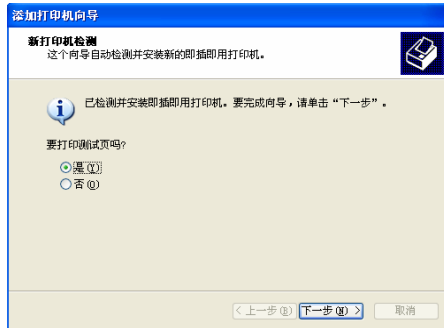 添加打印机向导
新打印机检测
这个向导自动检测并安装新的即插即用打印机。
已检测并安装即插即用打印机。要完成向导，请单击“下一步”。
要打印测试页吗?
是(Y)
否(O)
<上一步(B) 下一步(N)> 取消